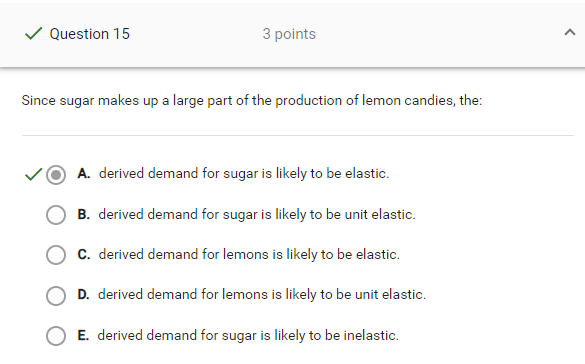 Question 15 3 points
Since sugar makes up a large part of the production of lemon candies, the:
A. derived demand for sugar is likely to be elastic.
B. derived demand for sugar is likely to be unit elastic.
C. derived demand for lemons is likely to be elastic.
D. derived demand for lemons is likely to be unit elastic.
E. derived demand for sugar is likely to be inelastic.